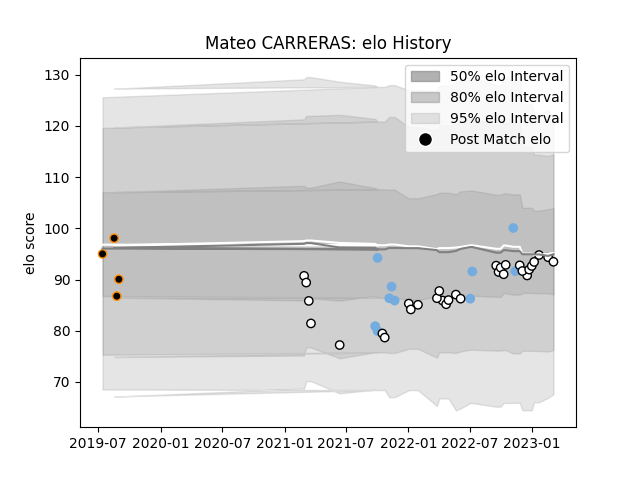 Mateo CARRERAS: elo History
130
120
110
100
90
80
70
elo score
50% elo Interval
80% elo Interval
95% elo Interval
Post Match elo
2019-07
2020-01
2020-07
2021-01
2021-07
2022-01
2022-07
2023-01